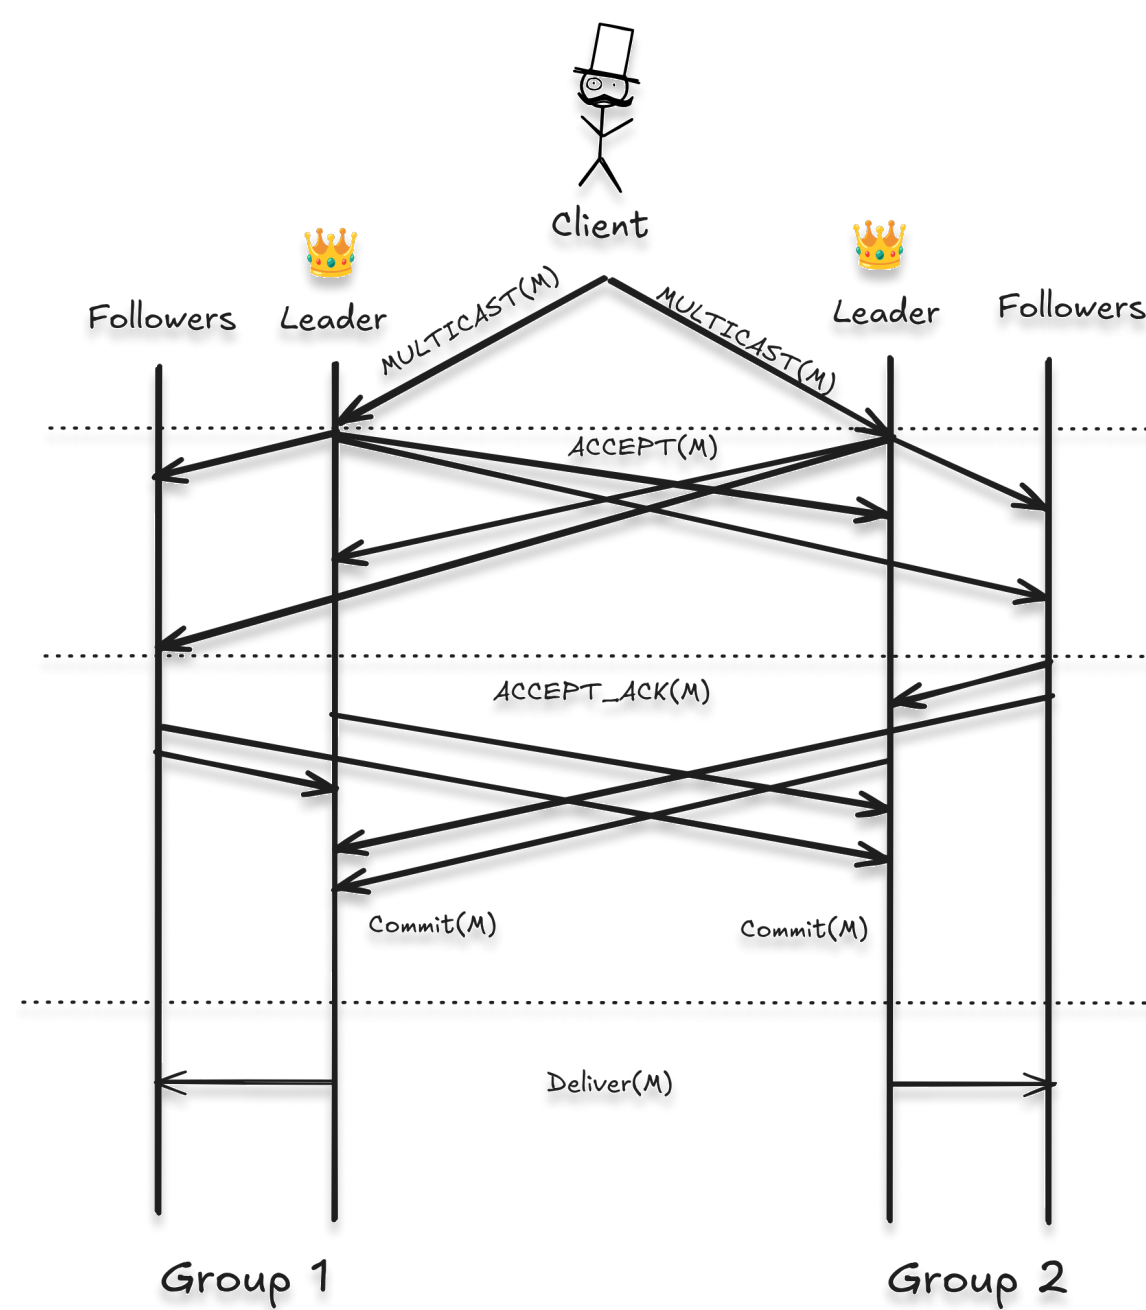 Client
Followers
Leader
MULTICAST(M)
MULTICAST(M)
Leader
Followers
ACCEPT(M)
ACCEPT_ACK(M)
Commit(M)
Commit(M)
Deliver(M)
Group 1
Group 2